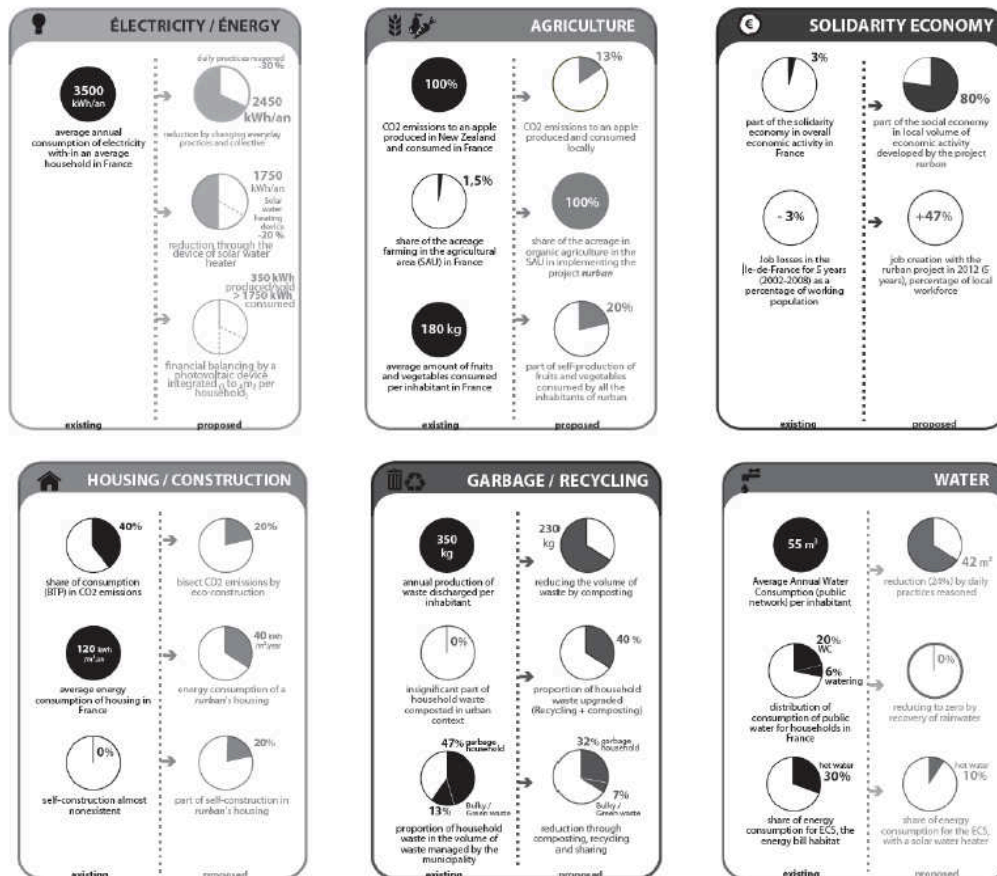 ÉLECTRICITY / ÉNERGY
3500
kWh/an
average annual
consumption of electricity
with-in an average
household in France
daily practices reasoned
-30 %
2450
kWh/an
reduction by changing everyday
practices and collective
1750
kWh/an
Solar
water
heating
device
-20 %
reduction through the
device of solar water
heater
350 kWh
produced/sold
> 1750 kWh
consumed
financial balancing by a
photovoltaic device
integrated
per
household
existing
proposed
AGRICULTURE
100%
CO2 emissions to an apple
produced in New Zealand
and consumed in France
13%
CO2 emissions to an apple
produced and consumed
locally
1,5%
share of the acreage
farming in the agricultural
area (SAU) in France
100%
share of the acreage in
organic agriculture in the
SAU in implementing the
project rurban
180 kg
average amount of fruits
and vegetables consumed
per inhabitant in France
20%
part of self-production of
fruits and vegetables
consumed by all the
inhabitants of rurban
existing
proposed
€
SOLIDARITY ECONOMY
3%
part of the solidarity
economy in overall
economic activity in
France
80%
part of the social economy
in local volume of
economic activity
developed by the project
rurban
- 3%
Job losses in the
Île-de-France for 5 years
(2002-2008) as a
percentage of working
population
+47%
job creation with the
rurban project in 2012 (5
years), percentage of local
workforce
existing
proposed
HOUSING / CONSTRUCTION
40%
share of consumption
(BTP) in CO2 emissions
20%
bisect CO2 emissions by
eco-construction
120 kwh
m².an
average energy
consumption of housing in
France
40 kwh
m²/year
energy consumption of a
rurban's housing
0%
self-construction almost
nonexistent
20%
part of self-construction in
rurban's housing
existing
proposed
GARBAGE / RECYCLING
350
kg
annual production of
waste discharged per
inhabitant
230
kg
reducing the volume of
waste by composting
0%
insignificant part of
household waste
composted in urban
context
40 %
proportion of household
waste upgraded
(Recycling + composting)
47% garbage
household
13%
Bulky /
Green waste
proportion of household
waste in the volume of
waste managed by the
municipality
32% garbage
household
7%
Bulky /
Green waste
reduction through
composting, recycling
and sharing
existing
proposed
WATER
55 m³
Average Annual Water
Consumption (public
network) per inhabitant
42 m³
reduction (24%) by daily
practices reasoned
20%
WC
6%
watering
distribution of
consumption of public
water for households in
France
0%
reducing to zero by
recovery of rainwater
hot water
30%
share of energy
consumption for ECS, the
energy bill habitat
hot water
10%
share of energy
consumption for the ECS,
with a solar water heater
existing
proposed